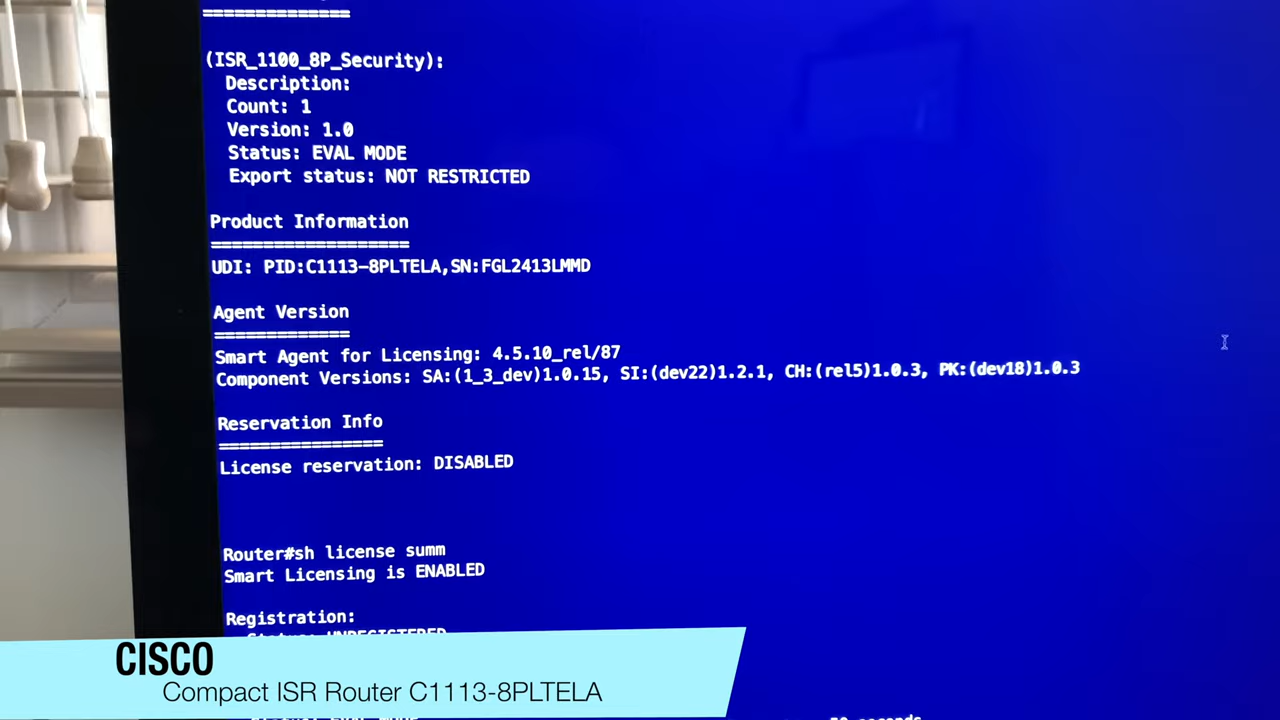 =============
(ISR_1100_8P_Security):
Description:
Count: 1
Version: 1.0
Status: EVAL MODE
Export status: NOT RESTRICTED
Product Information
===================
UDI: PID:C1113-8PLTELA,SN:FGL2413LMMD
Agent Version
=============
Smart Agent for Licensing: 4.5.10_rel/87
Component Versions: SA:(1_3_dev)1.0.15, SI:(dev22)1.2.1, CH:(rel5)1.0.3, PK:(dev18)1.0.3
Reservation Info
================
License reservation: DISABLED
Router#sh license summ
Smart Licensing is ENABLED
Registration:
Status: UNREGISTERED
CISCO
Compact ISR Router C1113-8PLTELA
seconds